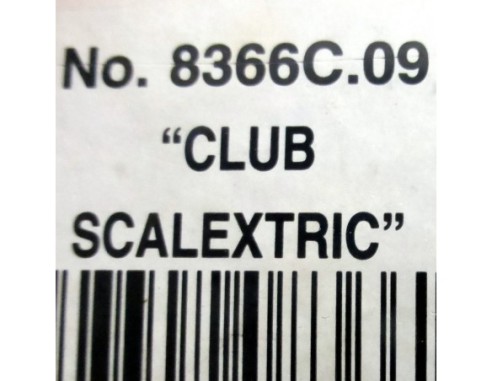 No. 8366C.09
“CLUB
SCALEXTRIC”